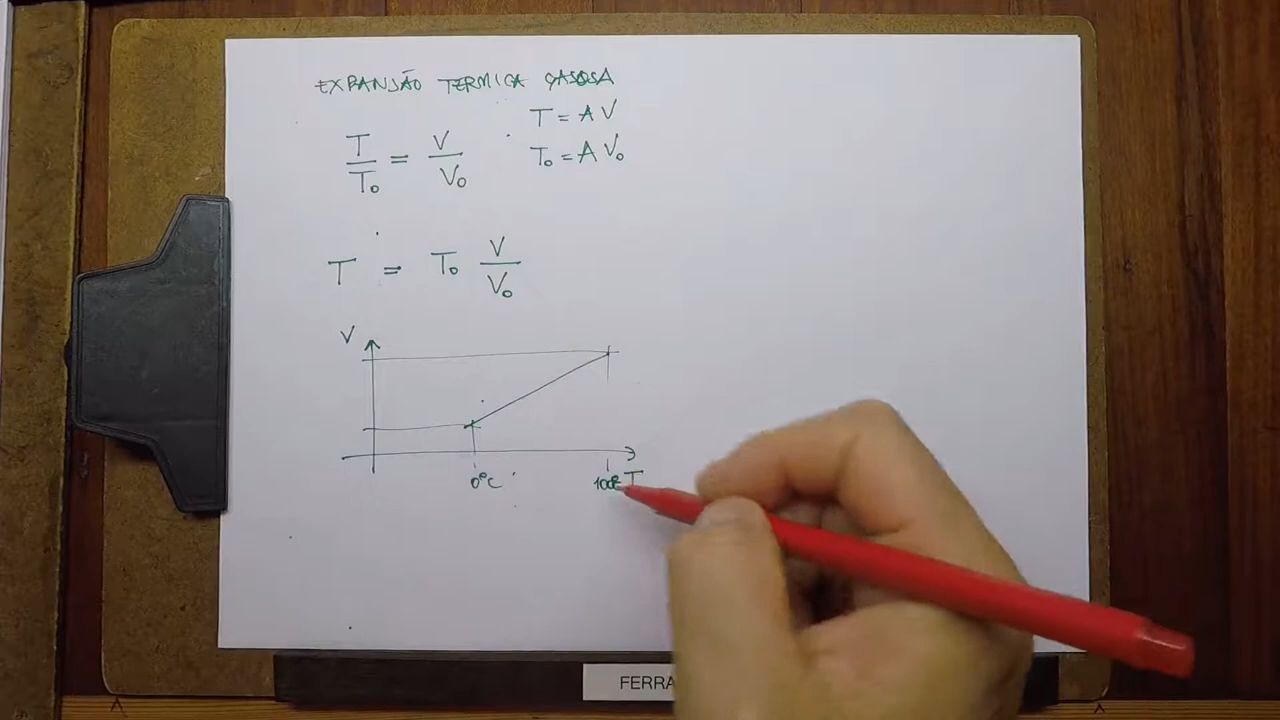 EXPANSÃO TERMICA GASOSA
T = A V
T/T₀ = V/V₀
T₀ = A V₀
T = T₀ V/V₀
V
0°C
100°C T
FERRA